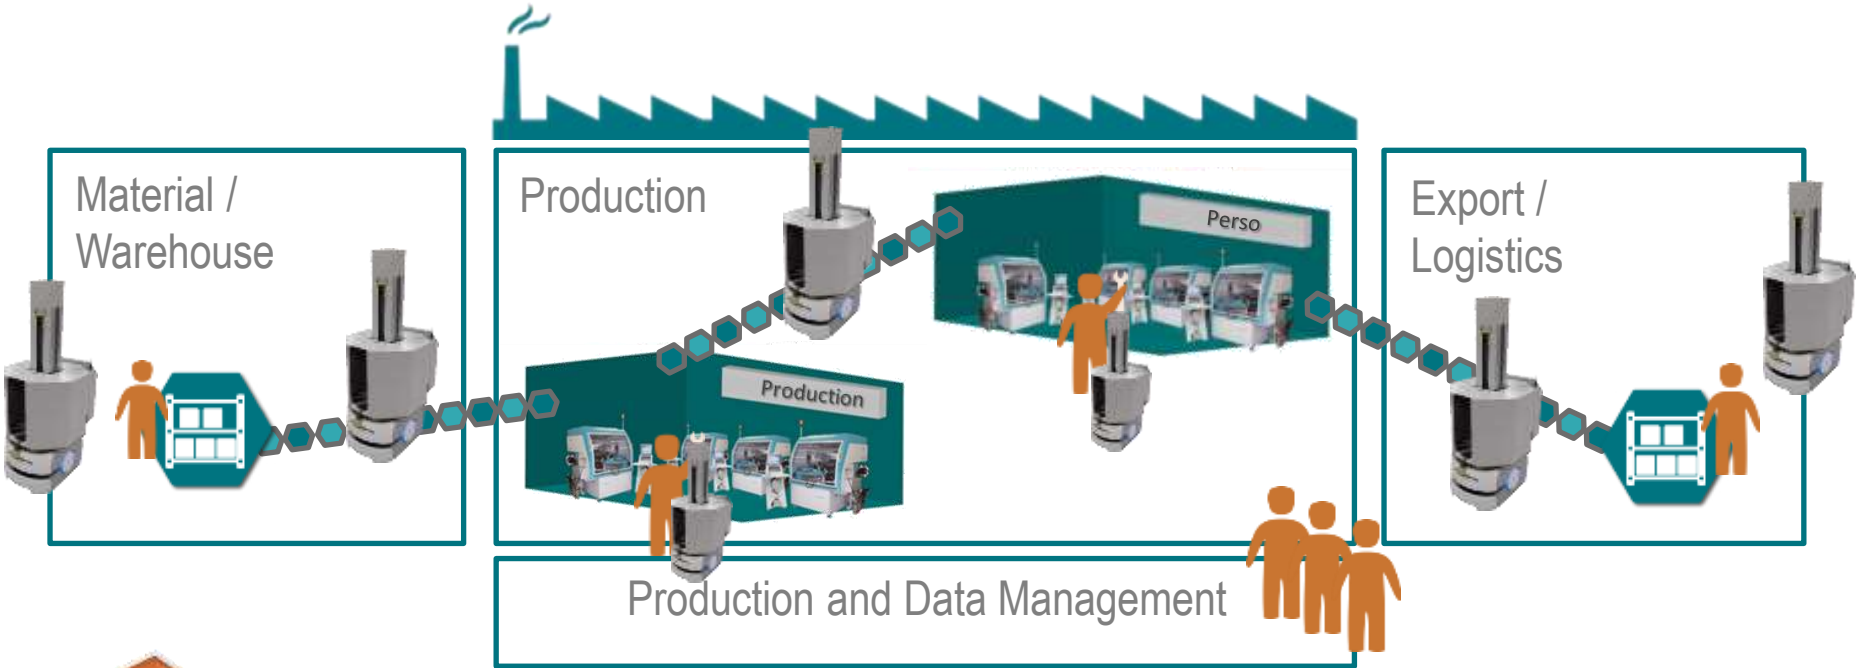 Material /
Warehouse
Production
Perso
Export /
Logistics
Production
Production and Data Management